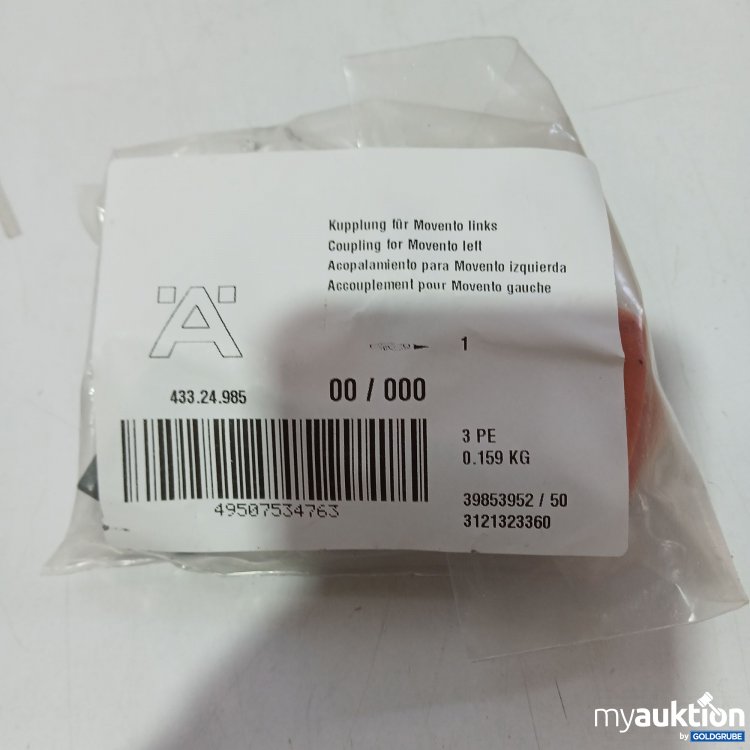 Kupplung für Movento links
Coupling for Movento left
Acopalamiento para Movento izquierda
Accouplement pour Movento gauche
Ä
1
433.24.985
00 / 000
3 PE
0.159 KG
49507534763
39853952 / 50
3121323360
myauktion
by GOLDGRUBE